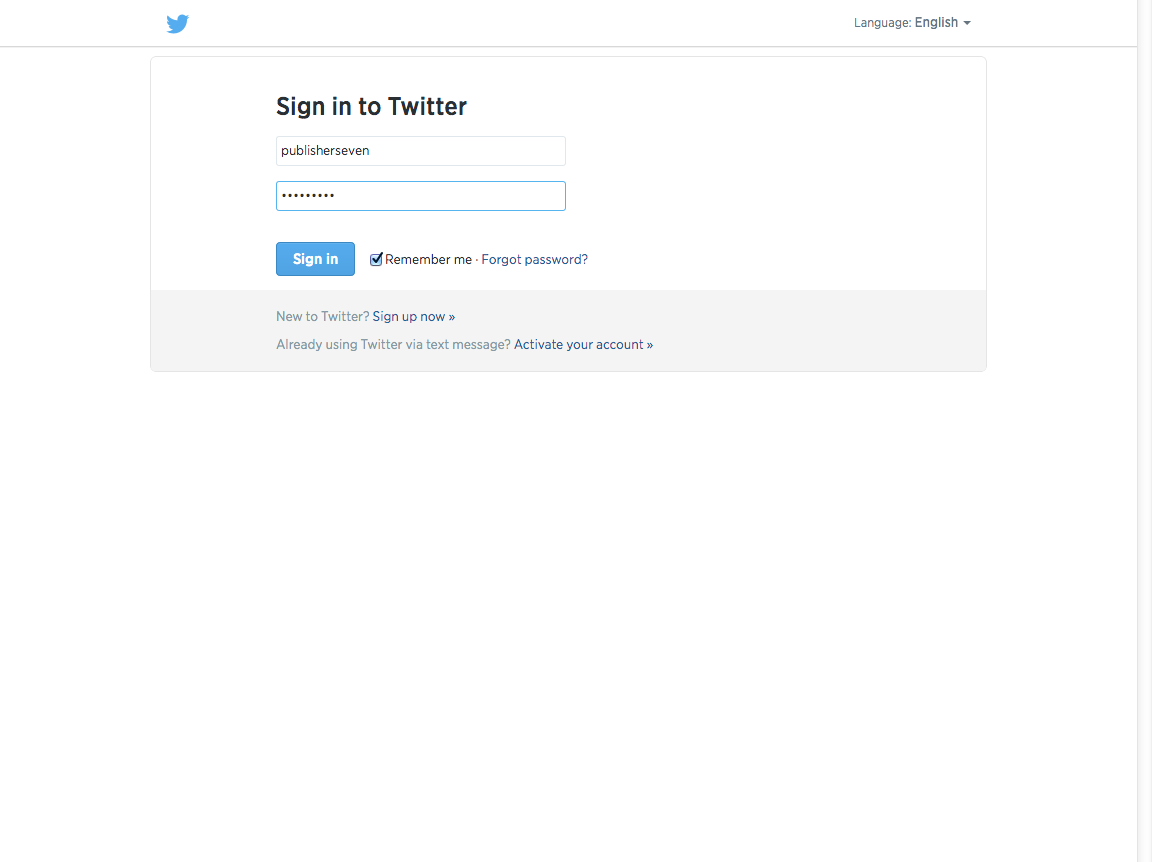 Language: English
Sign in to Twitter
publisherseven
•••••••••
Sign in
Remember me · Forgot password?
New to Twitter? Sign up now »
Already using Twitter via text message? Activate your account »